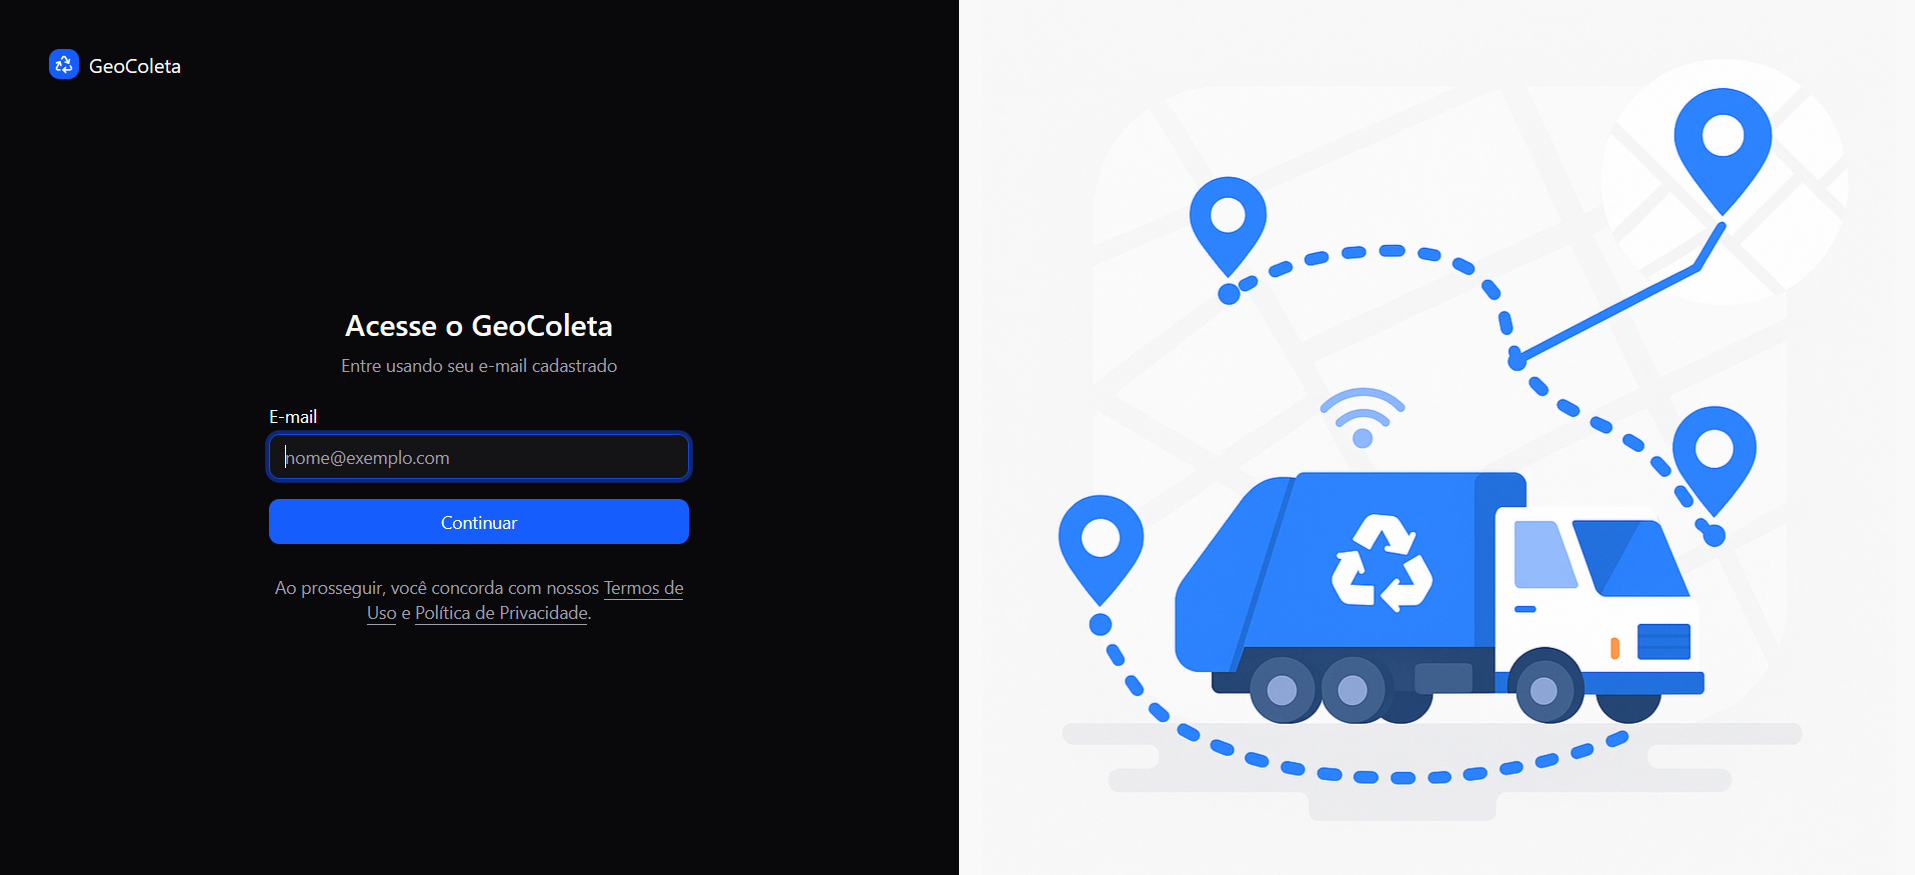 GeoColeta
Acesse o GeoColeta
Entre usando seu e-mail cadastrado
E-mail
nome@exemplo.com
Continuar
Ao prosseguir, você concorda com nossos Termos de
Uso e Política de Privacidade.